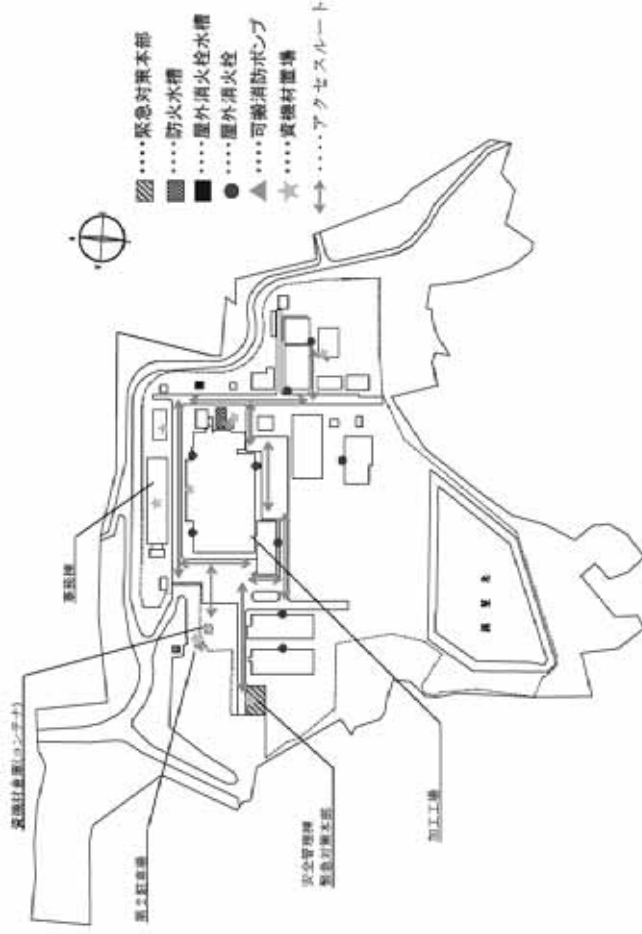 ････緊急対策本部
････防火水槽
････屋外消火栓水槽
････屋外消火栓
････可搬消防ポンプ
････資機材置場
････アクセスルート
事務棟
資機材倉庫(コンテナ)
第2駐車場
安全管理棟
緊急対策本部
加工工場
調整池